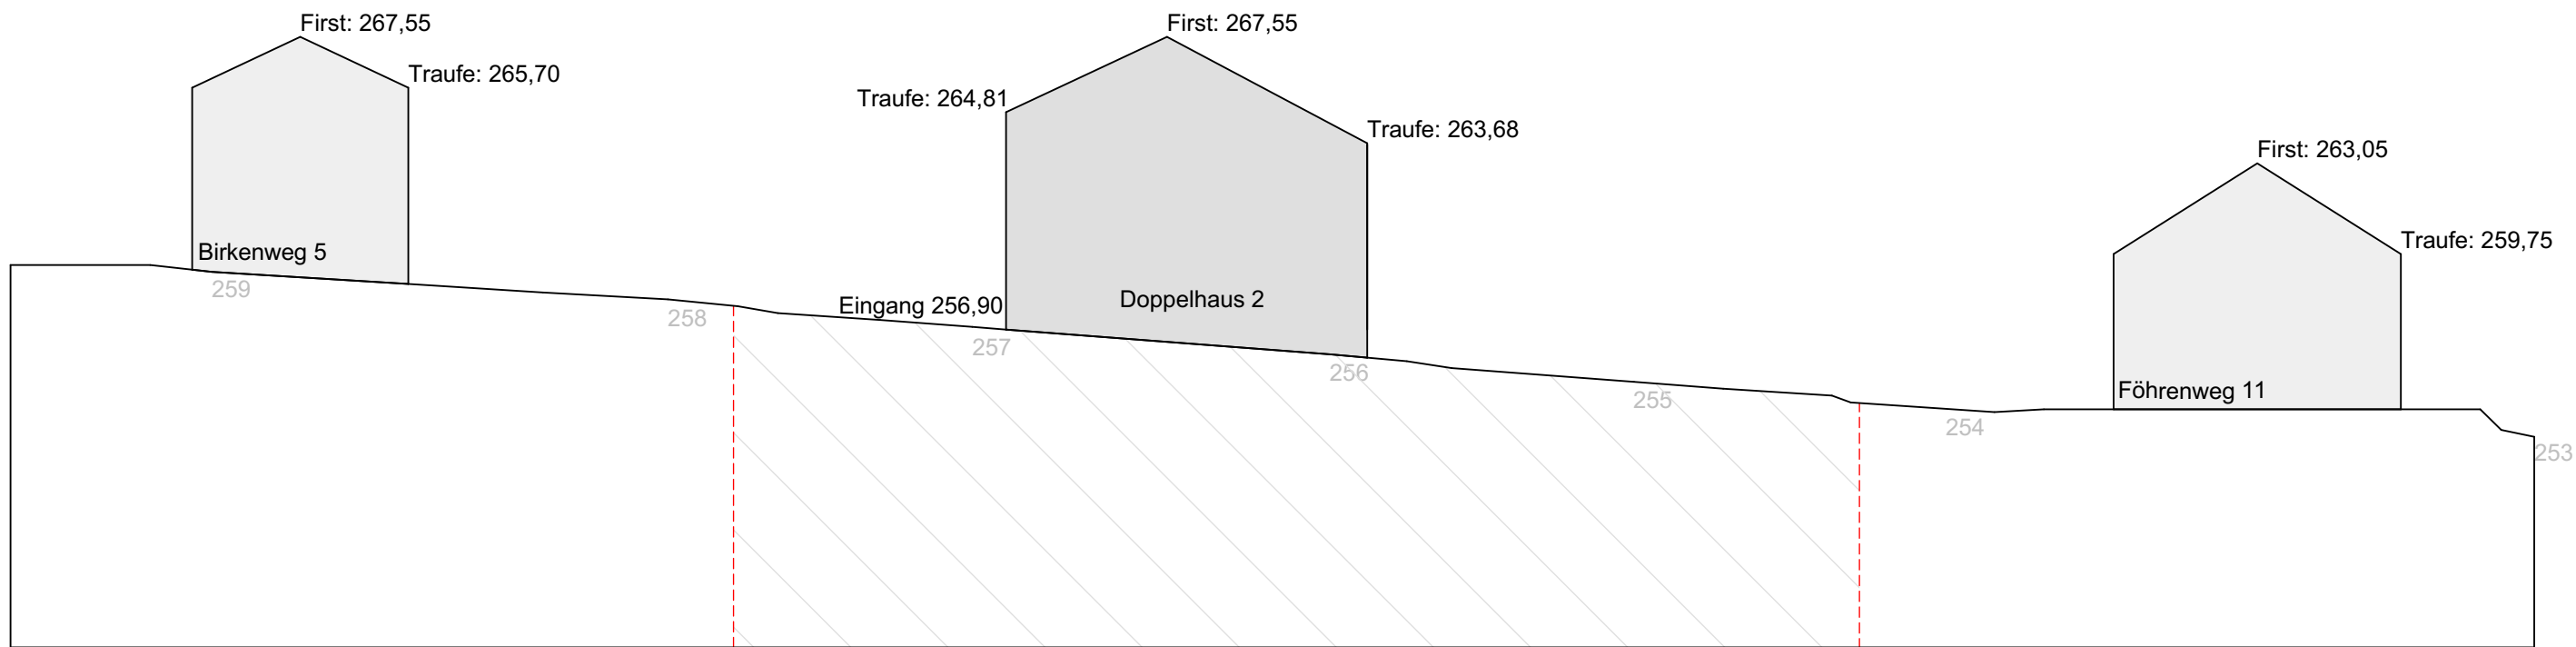 First: 267,55
First: 267,55
Traufe: 265,70
Traufe: 264,81
Traufe: 263,68
First: 263,05
Traufe: 259,75
Birkenweg 5
259
258
Eingang 256,90
Doppelhaus 2
257
256
255
Föhrenweg 11
254
253